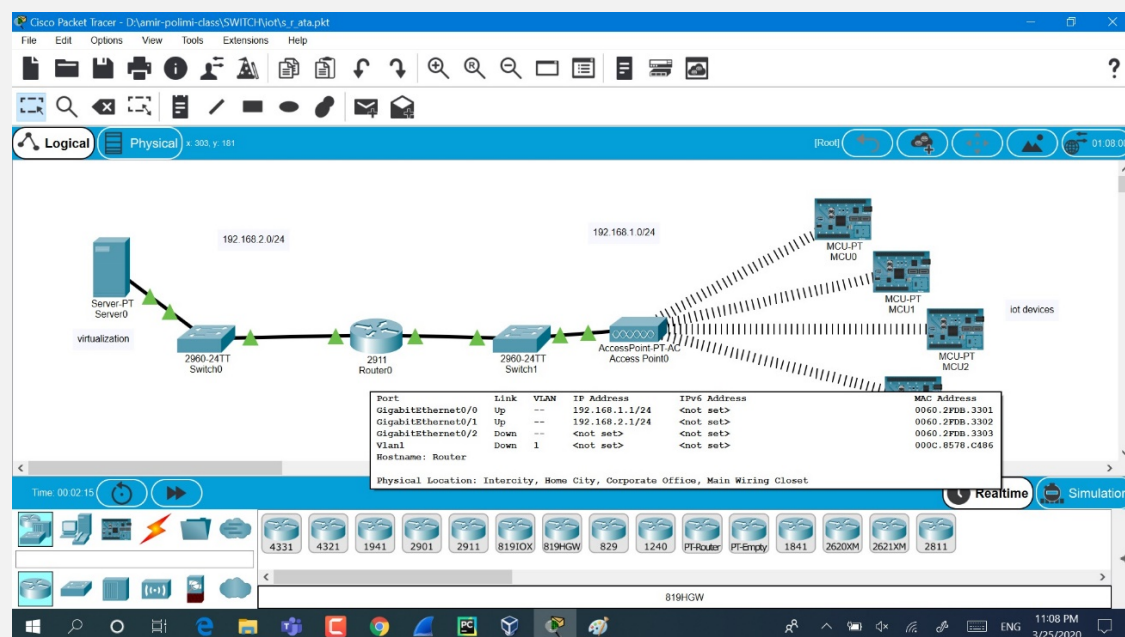 Cisco Packet Tracer - D:\amir-polimi-class\SWITCH\iot\s_r_ata.pkt
File Edit Options View Tools Extensions Help
?
Logical Physical x: 303, y: 181 [Root] 01:08:00
192.168.2.0/24
192.168.1.0/24
Server-PT
Server0
virtualization
2960-24TT
Switch0
2911
Router0
2960-24TT
Switch1
AccessPoint-PT-AC
Access Point0
MCU-PT
MCU0
MCU-PT
MCU1
MCU-PT
MCU2
iot devices
Port Link VLAN IP Address IPv6 Address MAC Address
GigabitEthernet0/0 Up -- 192.168.1.1/24 <not set> 0060.2FDB.3301
GigabitEthernet0/1 Up -- 192.168.2.1/24 <not set> 0060.2FDB.3302
GigabitEthernet0/2 Down -- <not set> <not set> 0060.2FDB.3303
Vlan1 Down 1 <not set> <not set> 000C.8578.C486
Hostname: Router
Physical Location: Intercity, Home City, Corporate Office, Main Wiring Closet
Time: 00:02:15 Realtime Simulation
4331 4321 1941 2901 2911 819IOX 819HGW 829 1240 PT-Router PT-Empty 1841 2620XM 2621XM 2811
819HGW
ENG
11:08 PM
3/25/2020